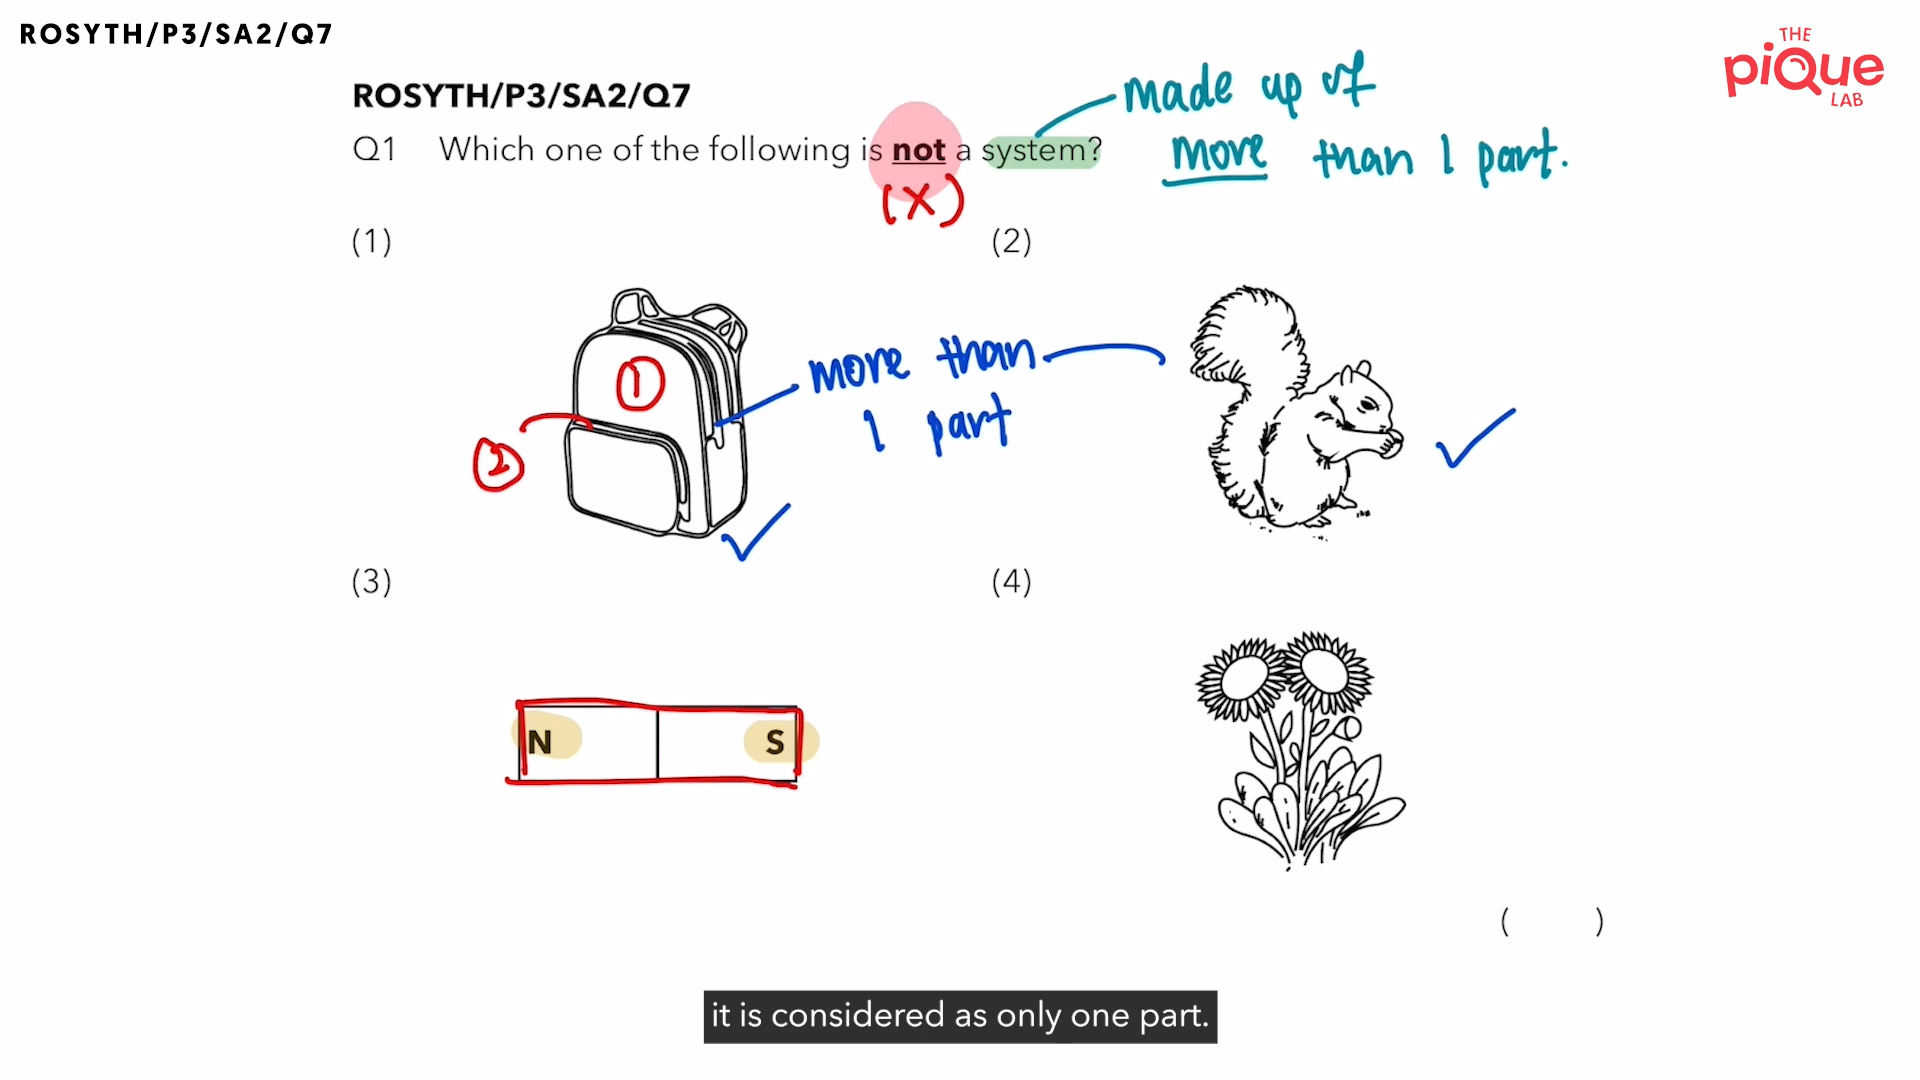 ROSYTH/P3/SA2/Q7
THE
piQue
LAB
ROSYTH/P3/SA2/Q7
made up of
more than 1 part.
Q1 Which one of the following is not a system?
(X)
(1)
(2)
1
more than
1 part
2
(3)
(4)
N
S
( )
it is considered as only one part.